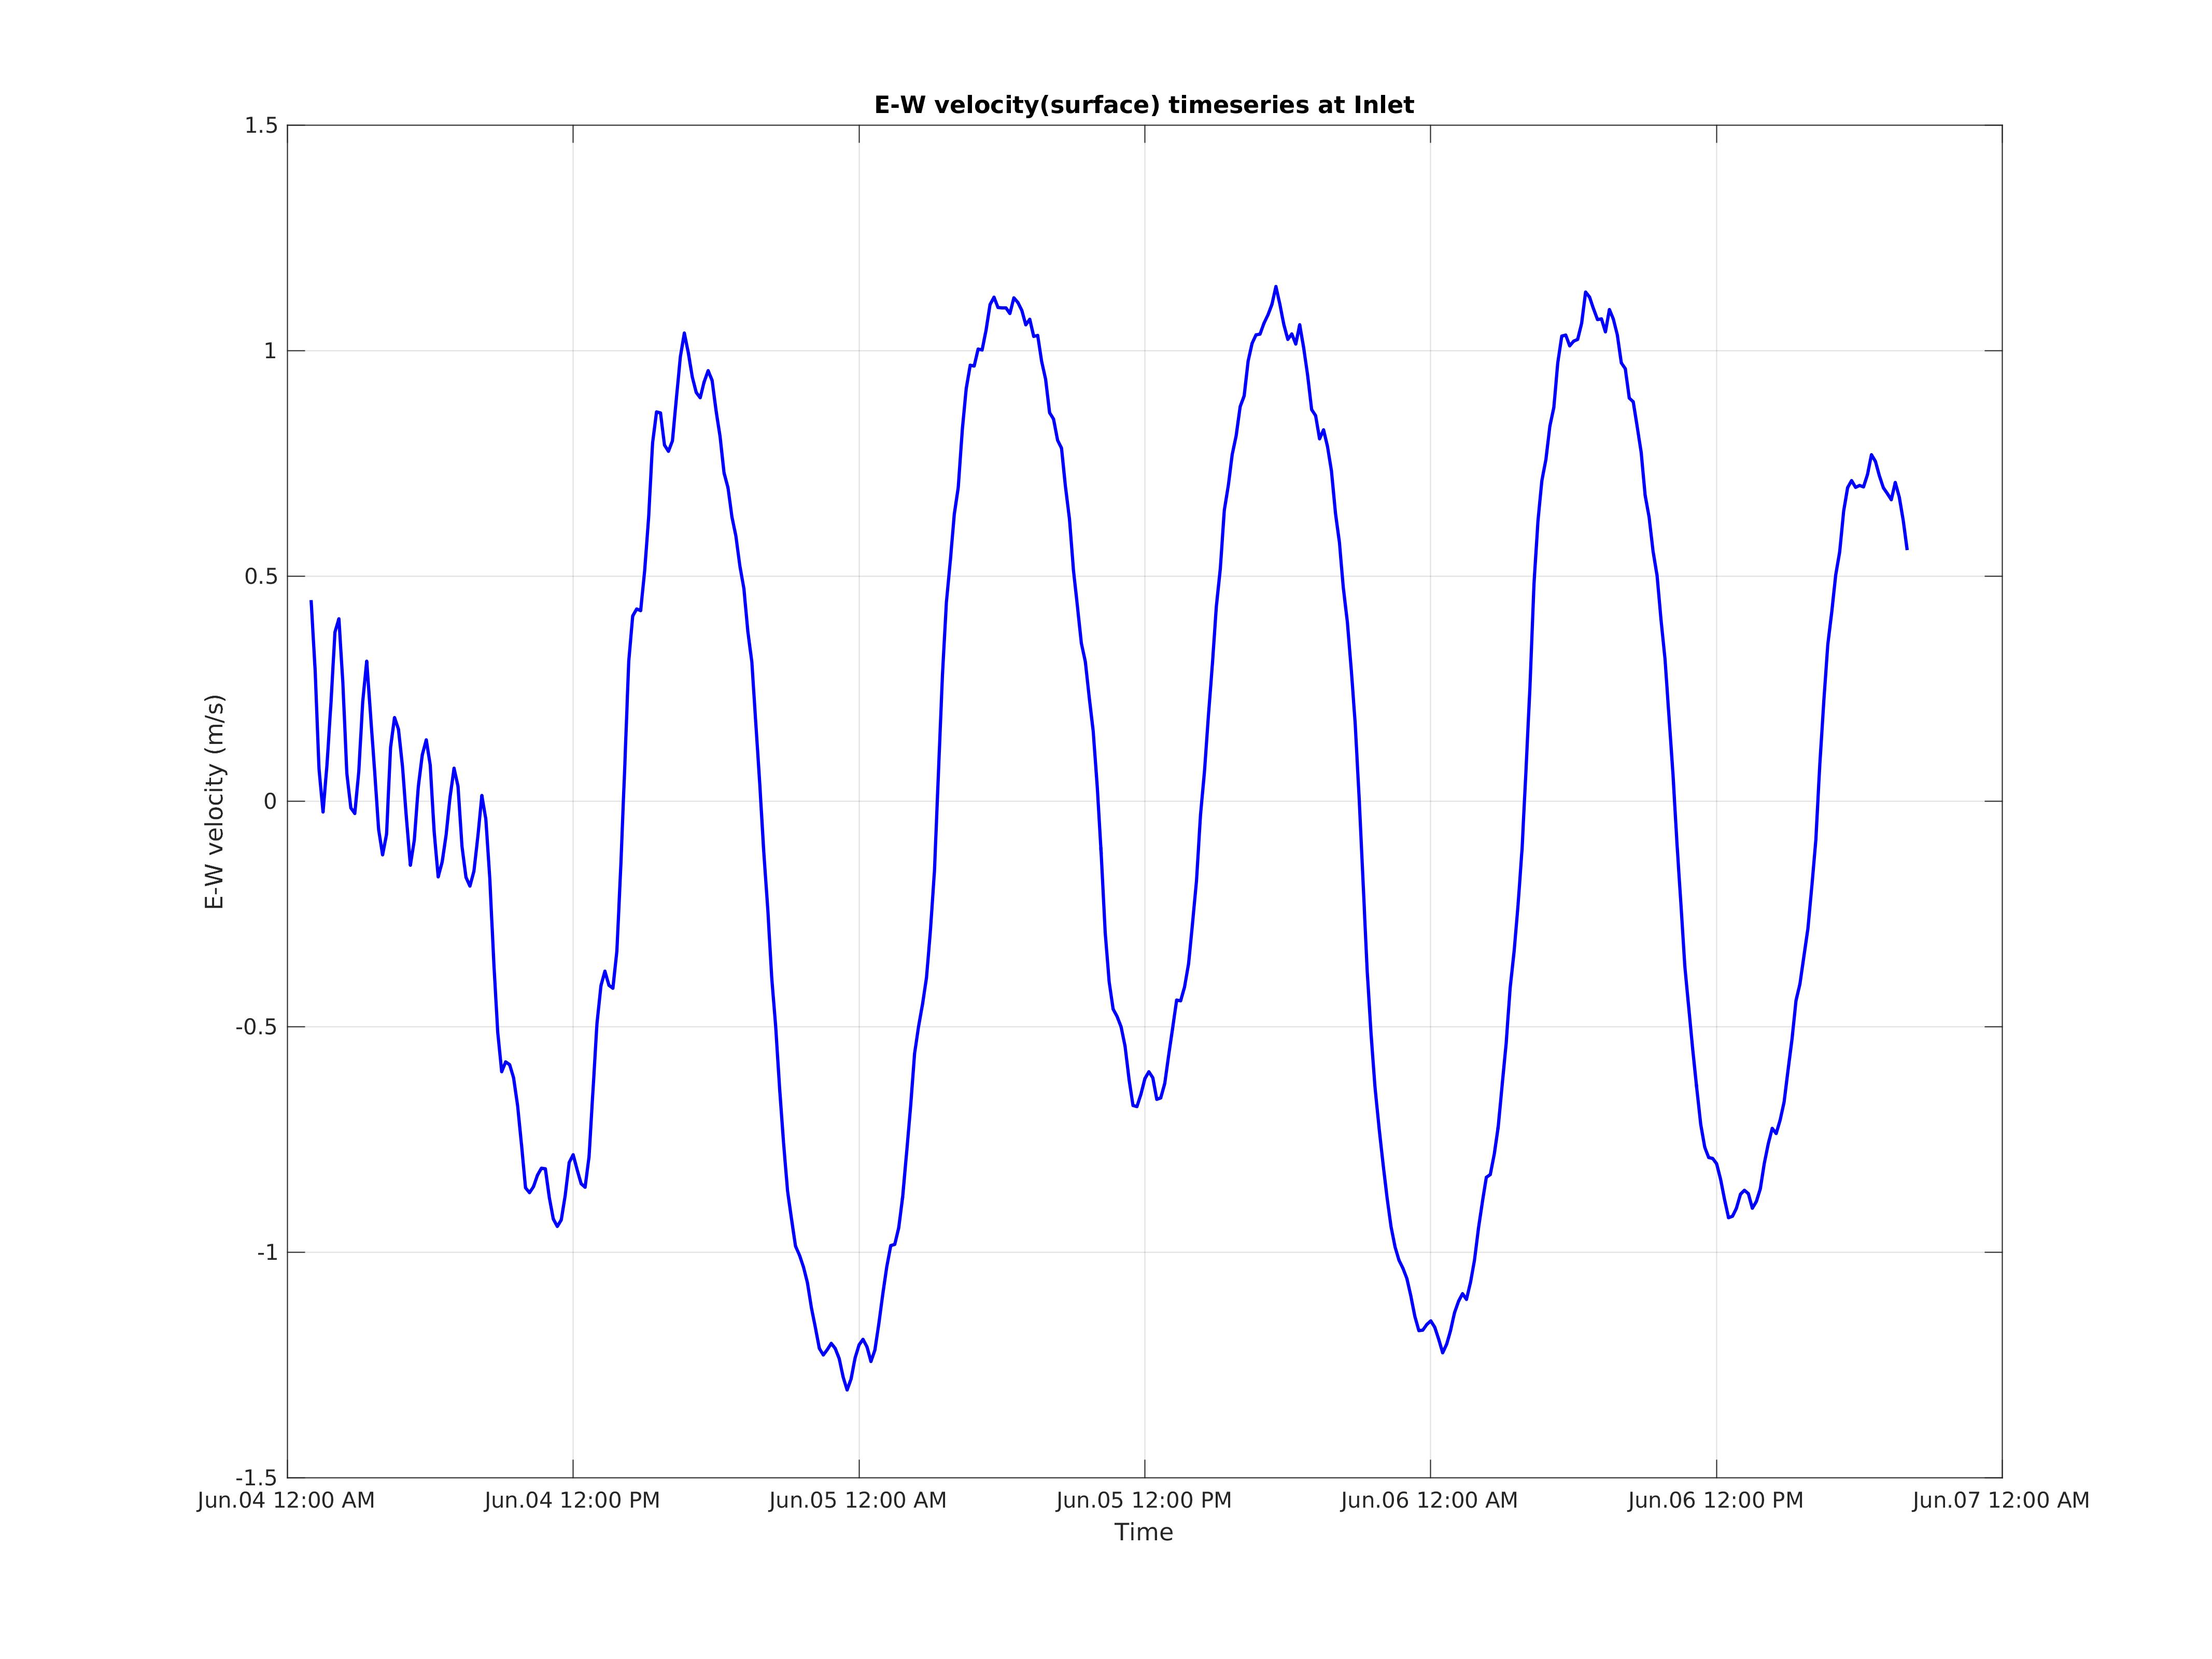 E-W velocity(surface) timeseries at Inlet
1.5
1
0.5
0
-0.5
-1
-1.5
E-W velocity (m/s)
Jun.04 12:00 AM Jun.04 12:00 PM Jun.05 12:00 AM Jun.05 12:00 PM Jun.06 12:00 AM Jun.06 12:00 PM Jun.07 12:00 AM
Time